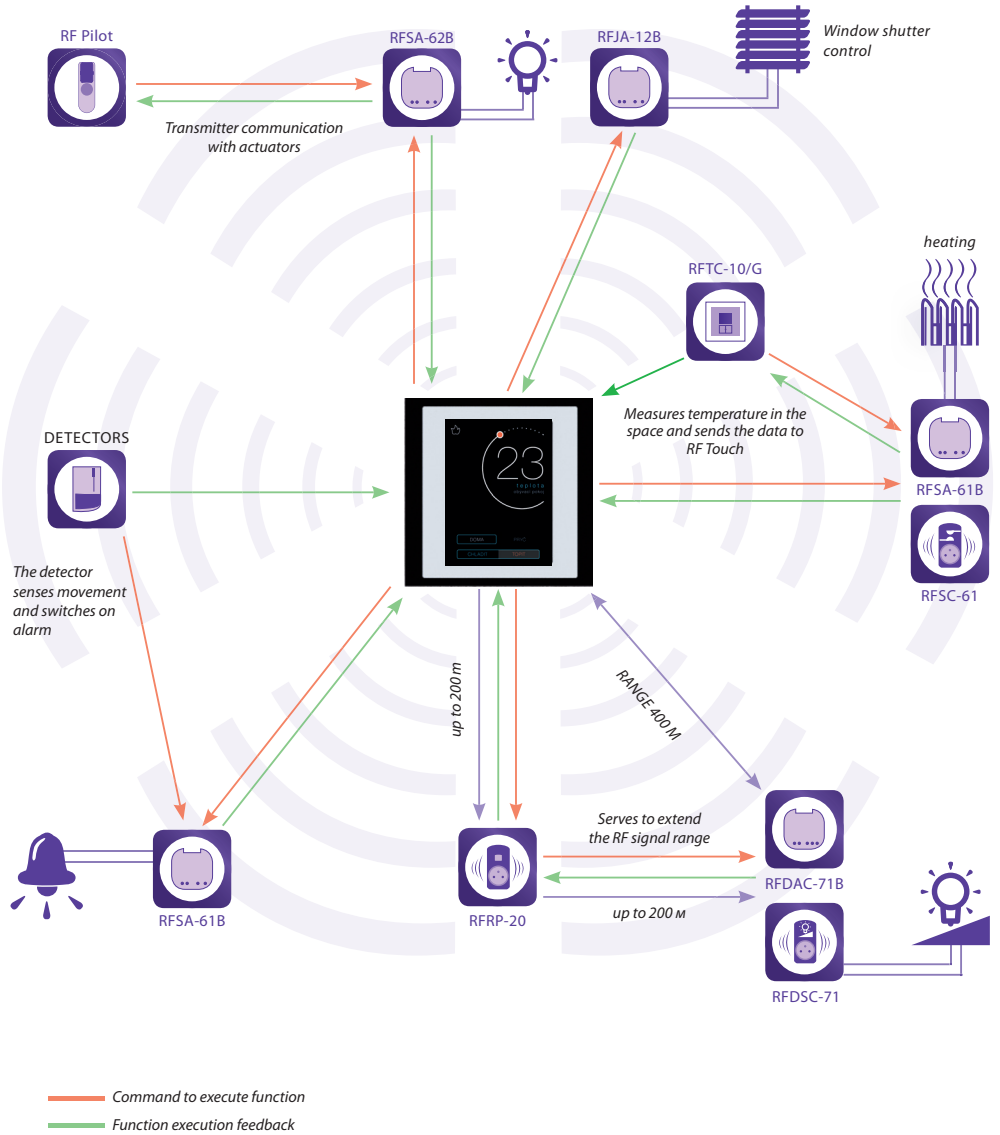 RF Pilot
RFSA-62B
RFJA-12B
Window shutter
control
Transmitter communication
with actuators
heating
RFTC-10/G
DETECTORS
23
teplota
Measures temperature in the
space and sends the data to
RF Touch
RFSA-61B
RFSC-61
The detector
senses movement
and switches on
alarm
up to 200 m
RANGE 400 M
Serves to extend
the RF signal range
RFSA-61B
RFRP-20
RFDAC-71B
up to 200 м
RFDSC-71
Command to execute function
Function execution feedback